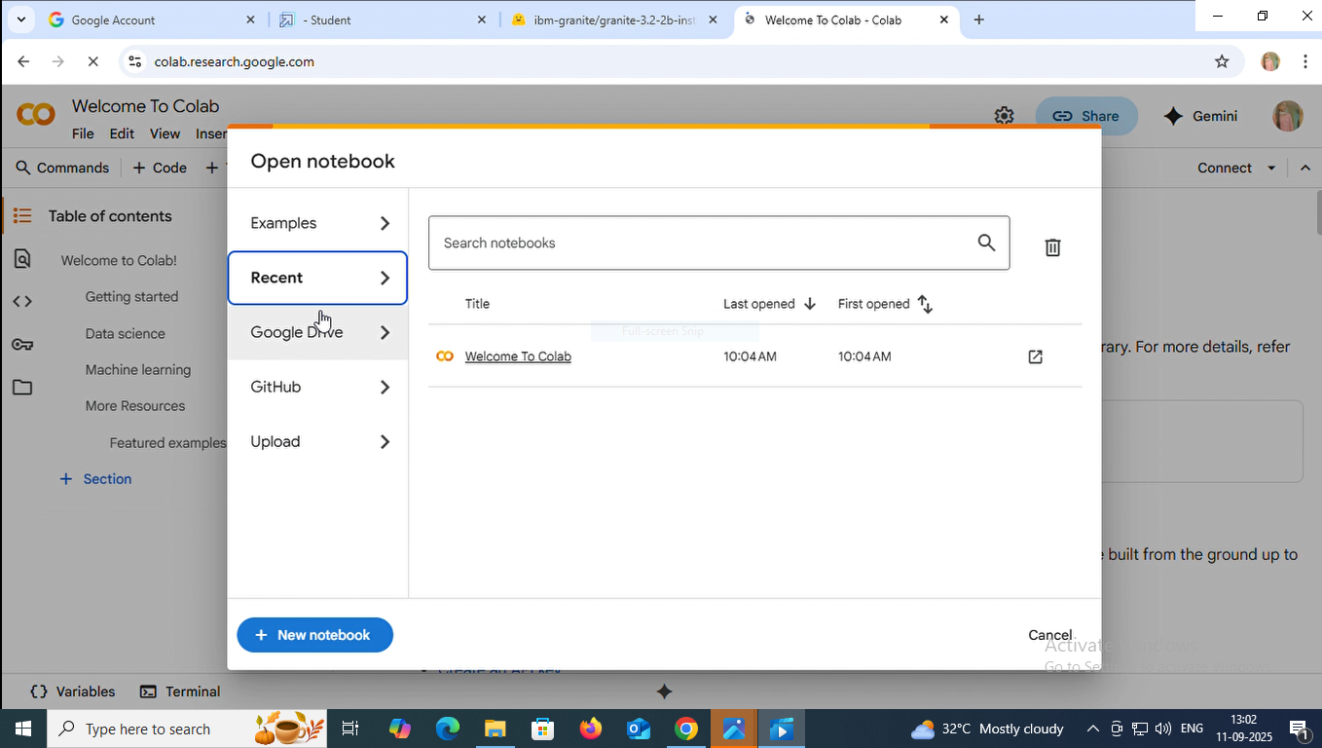 Google Account
- Student
ibm-granite/granite-3.2-2b-inst
Welcome To Colab - Colab
colab.research.google.com
Welcome To Colab
File Edit View Inser
Share
Gemini
Commands
+ Code +
Connect
Open notebook
Table of contents
Welcome to Colab!
Getting started
Data science
Machine learning
More Resources
Featured examples
+ Section
Examples
Recent
Google Drive
GitHub
Upload
Search notebooks
Title Last opened First opened
Full-screen Snip
Welcome To Colab 10:04 AM 10:04 AM
rary. For more details, refer
built from the ground up to
+ New notebook
Cancel
Activate Windows
Variables Terminal
Type here to search
32°C Mostly cloudy
ENG
13:02
11-09-2025
1